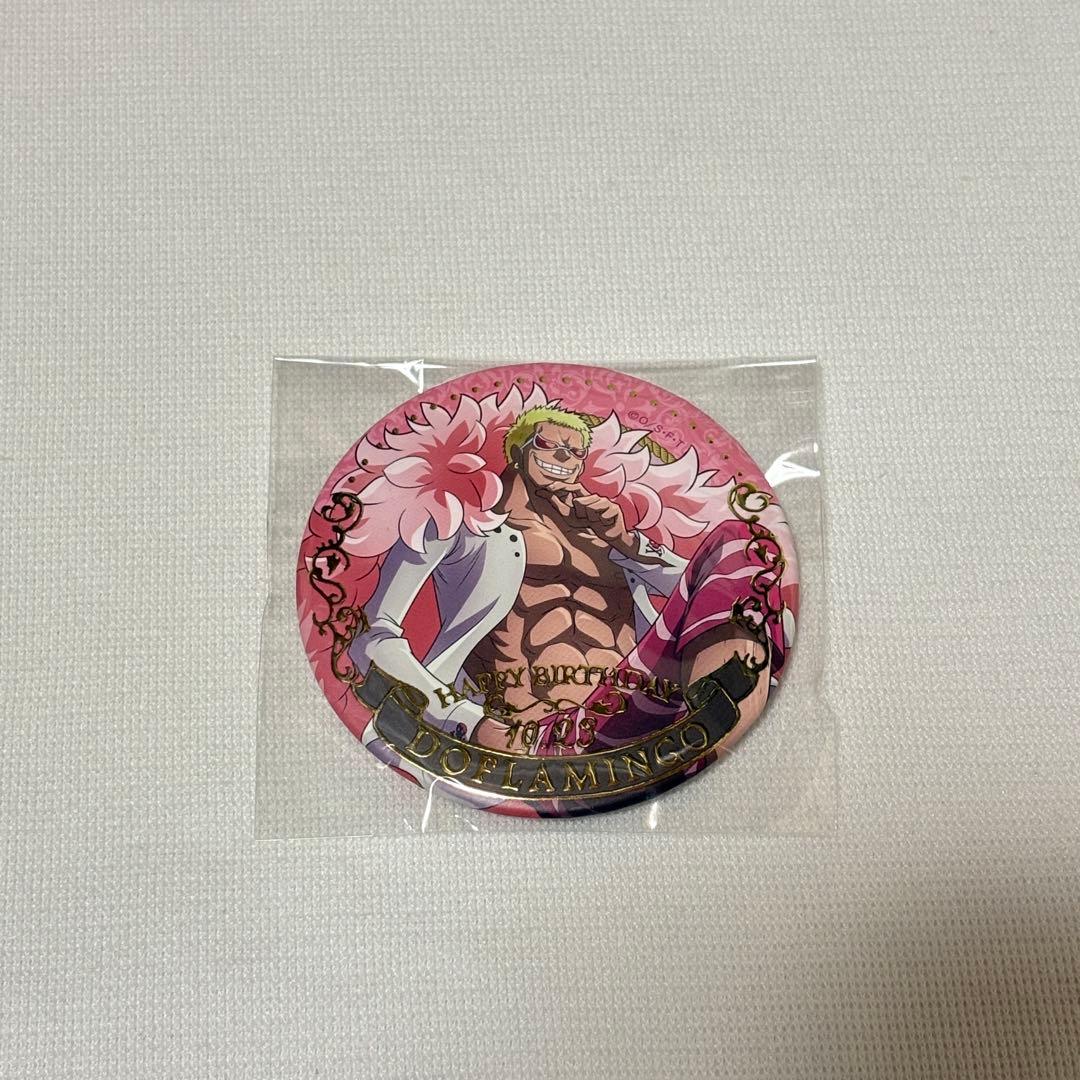 ©O, S・F・T
HAPPY BIRTHDAY
10.23
DOFLAMINGO